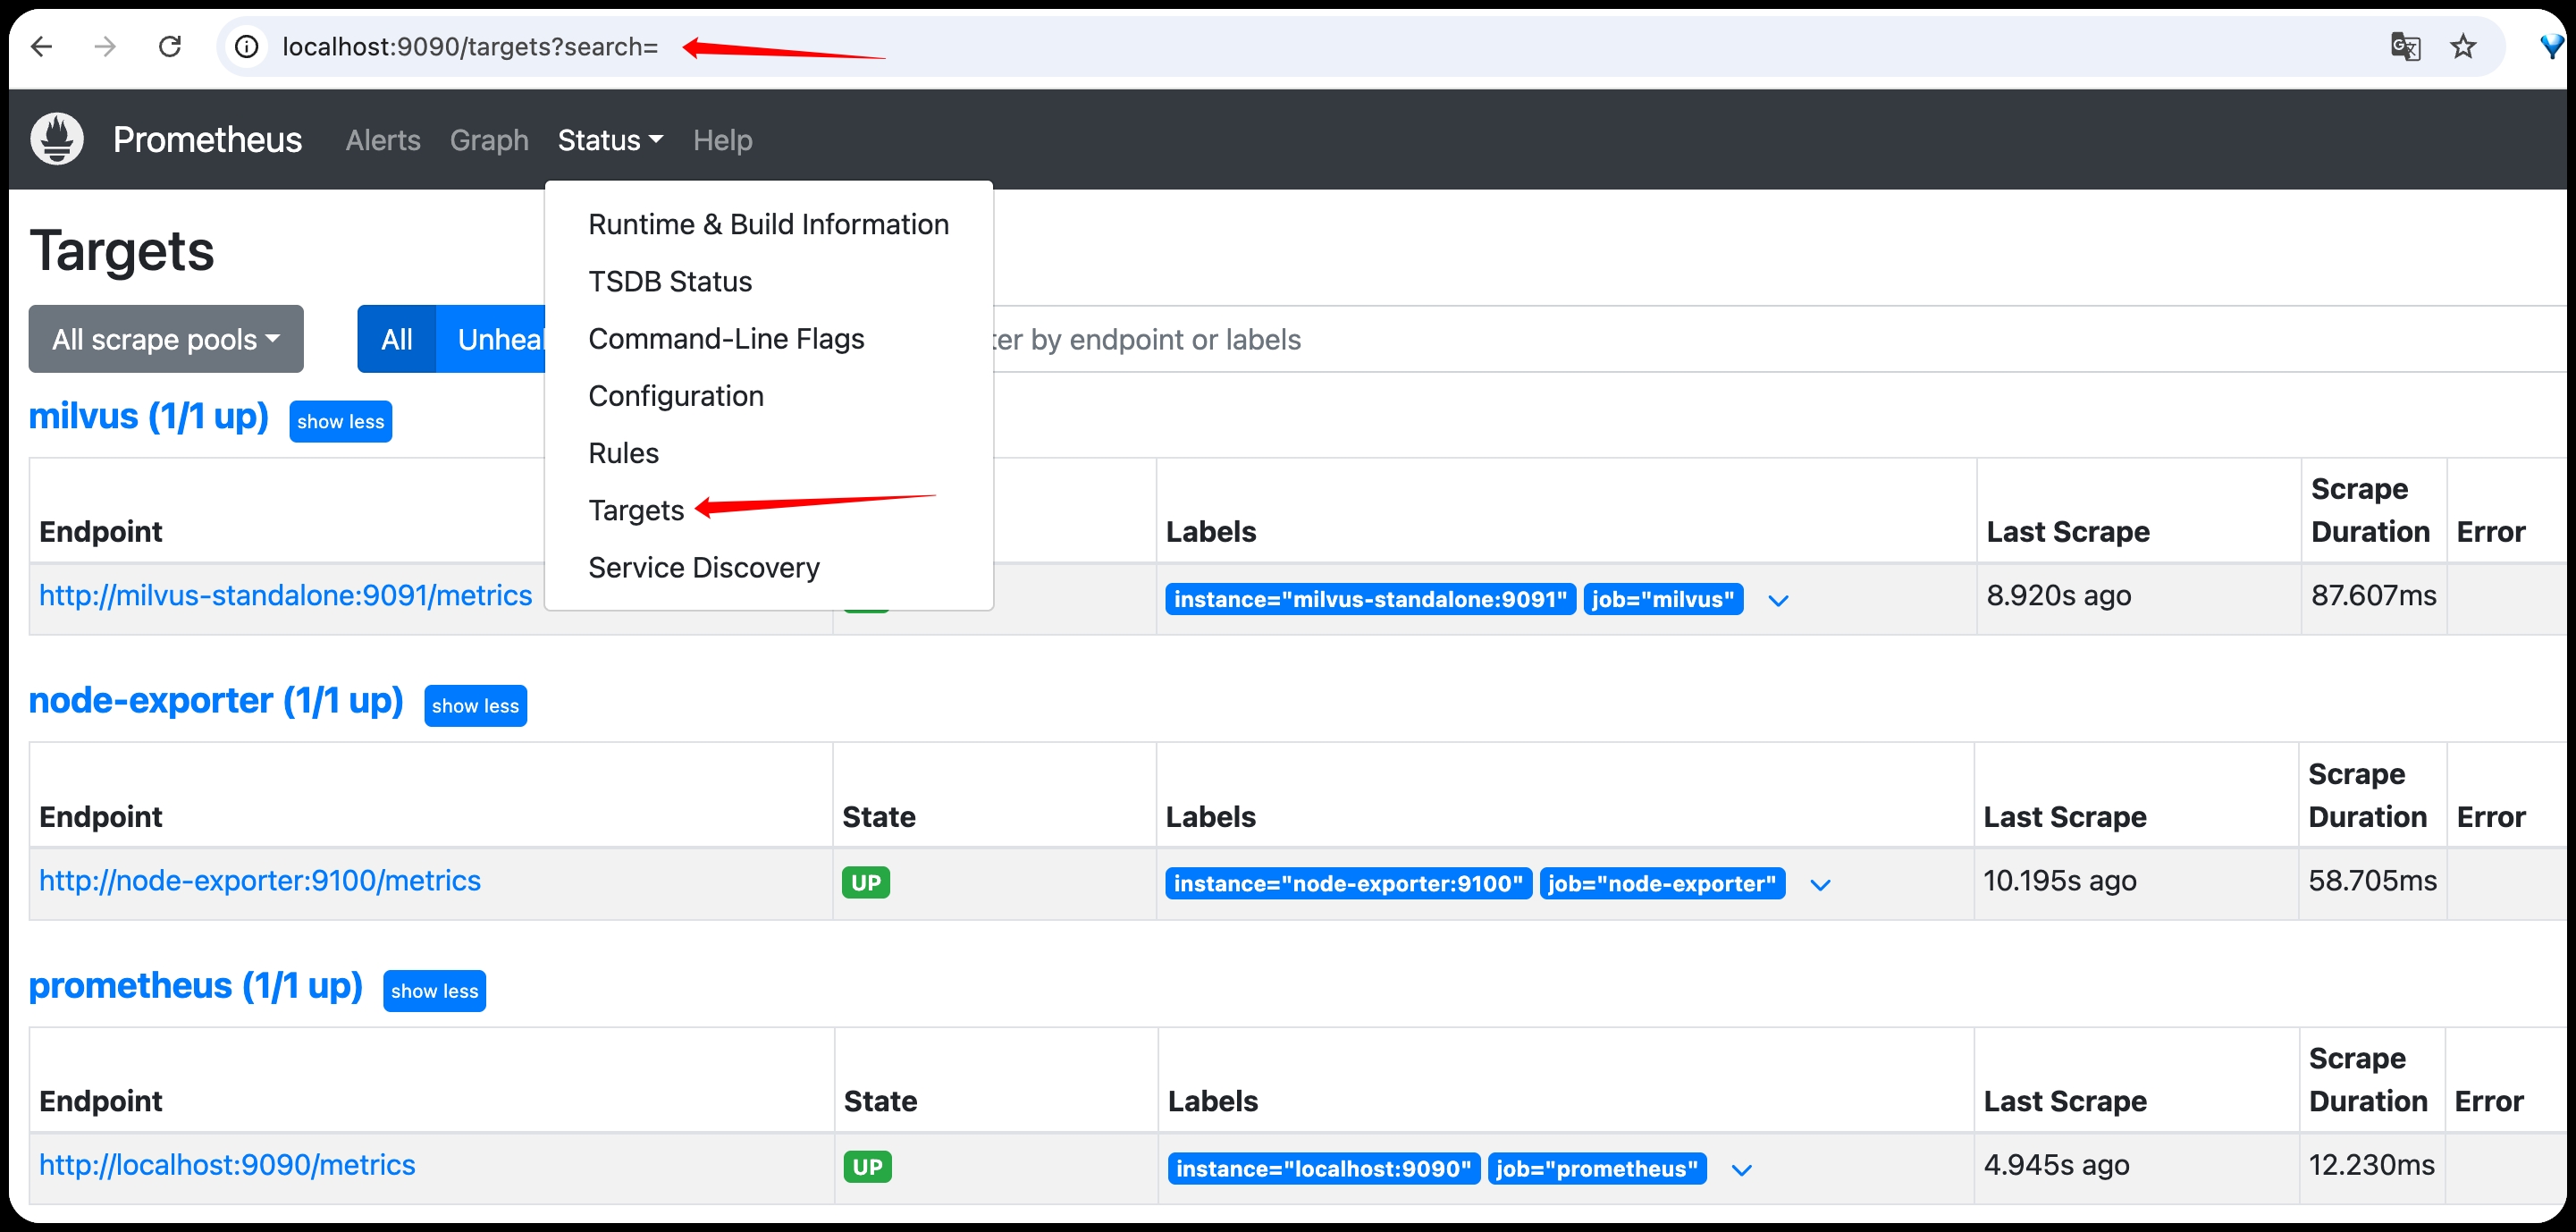 localhost:9090/targets?search=
Prometheus Alerts Graph Status Help
Runtime & Build Information
TSDB Status
Command-Line Flags
Configuration
Rules
Targets
Service Discovery
Targets
All scrape pools All Unheal ter by endpoint or labels
milvus (1/1 up) show less
Endpoint Labels Last Scrape Scrape Duration Error
http://milvus-standalone:9091/metrics instance="milvus-standalone:9091" job="milvus" 8.920s ago 87.607ms
node-exporter (1/1 up) show less
Endpoint State Labels Last Scrape Scrape Duration Error
http://node-exporter:9100/metrics UP instance="node-exporter:9100" job="node-exporter" 10.195s ago 58.705ms
prometheus (1/1 up) show less
Endpoint State Labels Last Scrape Scrape Duration Error
http://localhost:9090/metrics UP instance="localhost:9090" job="prometheus" 4.945s ago 12.230ms